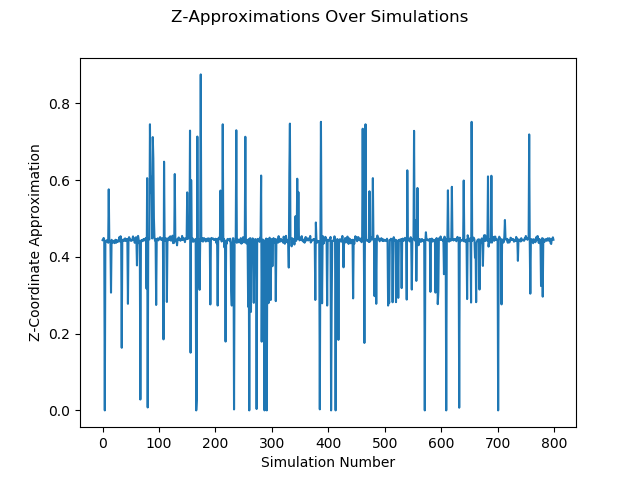 Z-Approximations Over Simulations
Z-Coordinate Approximation
0.8
0.6
0.4
0.2
0.0
0 100 200 300 400 500 600 700 800
Simulation Number